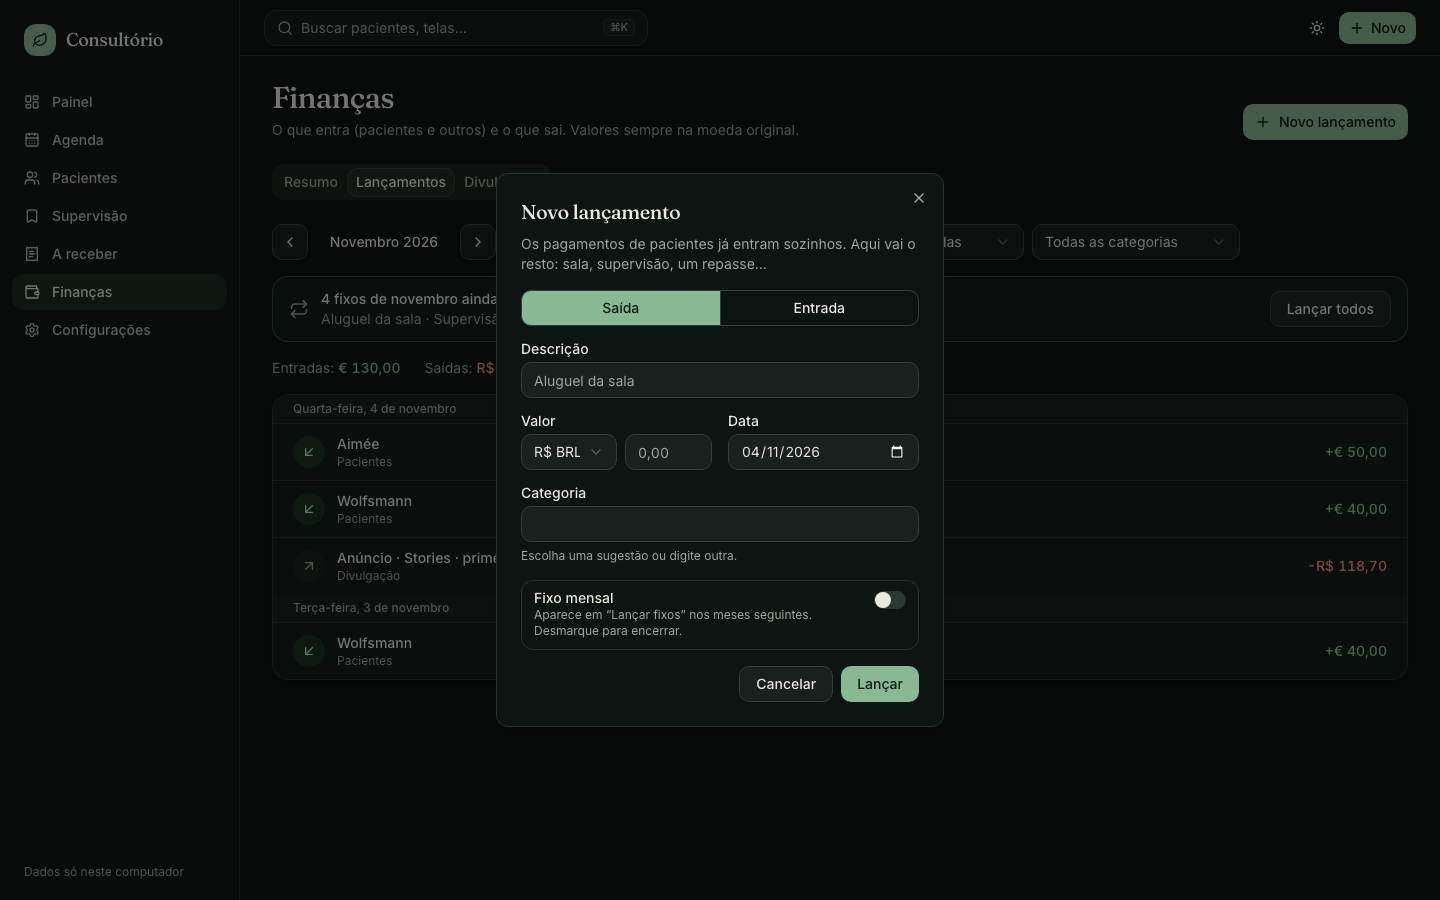 Consultório
Buscar pacientes, telas...
⌘K
Novo
Painel
Agenda
Pacientes
Supervisão
A receber
Finanças
Configurações
Dados só neste computador
Finanças
O que entra (pacientes e outros) e o que sai. Valores sempre na moeda original.
Novo lançamento
Resumo
Lançamentos
Novembro 2026
Todas as categorias
4 fixos de novembro ainda
Aluguel da sala ·
Lançar todos
Entradas: € 130,00
Saídas: R$
Quarta-feira, 4 de novembro
Aimée
Pacientes
+€ 50,00
Wolfsmann
Pacientes
+€ 40,00
Anúncio · Stories ·
Divulgação
-R$ 118,70
Terça-feira, 3 de novembro
Wolfsmann
Pacientes
+€ 40,00
Novo lançamento
Os pagamentos de pacientes já entram sozinhos. Aqui vai o
resto: sala, supervisão, um repasse...
Saída
Entrada
Descrição
Aluguel da sala
Valor
Data
R$ BRL
0,00
04/11/2026
Categoria
Escolha uma sugestão ou digite outra.
Fixo mensal
Aparece em “Lançar fixos” nos meses seguintes.
Desmarque para encerrar.
Cancelar
Lançar